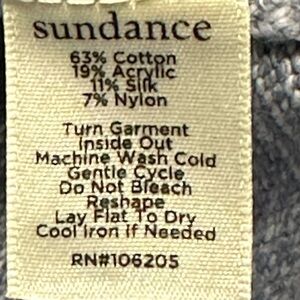 sundance
63% Cotton
19% Acrylic
11% Silk
7% Nylon
Turn Garment
Inside Out
Machine Wash Cold
Gentle Cycle
Do Not Bleach
Reshape
Lay Flat To Dry
Cool Iron if Needed
RN#106205